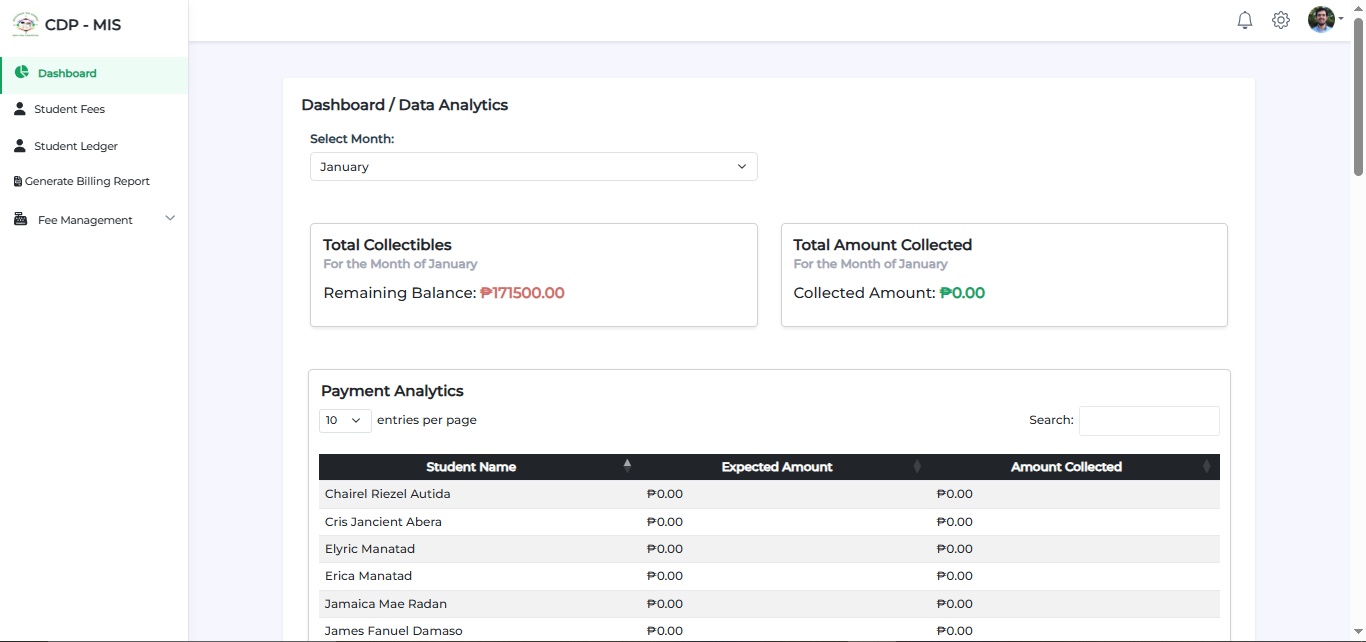 CDP - MIS
Dashboard
Student Fees
Student Ledger
Generate Billing Report
Fee Management
Dashboard / Data Analytics
Select Month:
January
Total Collectibles
For the Month of January
Remaining Balance: ₱171500.00
Total Amount Collected
For the Month of January
Collected Amount: ₱0.00
Payment Analytics
10 entries per page
Search:
Student Name Expected Amount Amount Collected
Chairel Riezel Autida ₱0.00 ₱0.00
Cris Jancient Abera ₱0.00 ₱0.00
Elyric Manatad ₱0.00 ₱0.00
Erica Manatad ₱0.00 ₱0.00
Jamaica Mae Radan ₱0.00 ₱0.00
James Fanuel Damaso ₱0.00 ₱0.00